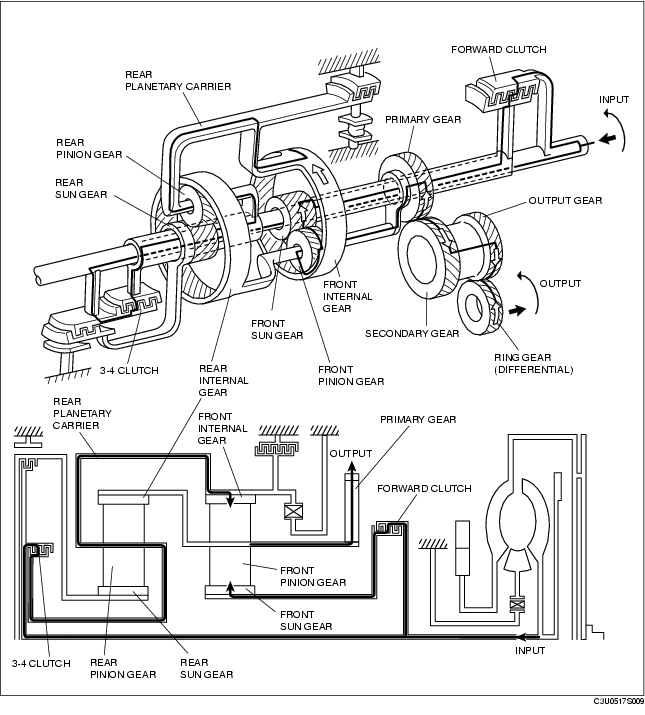 FORWARD CLUTCH
REAR
PLANETARY CARRIER
INPUT
PRIMARY GEAR
REAR
PINION GEAR
REAR
SUN GEAR
OUTPUT GEAR
OUTPUT
FRONT
INTERNAL
GEAR
FRONT
SUN GEAR
SECONDARY GEAR
RING GEAR
(DIFFERENTIAL)
3-4 CLUTCH
REAR
INTERNAL
GEAR
FRONT
PINION GEAR
REAR
PLANETARY
CARRIER
FRONT
INTERNAL
GEAR
PRIMARY GEAR
OUTPUT
FORWARD CLUTCH
FRONT
PINION GEAR
FRONT
SUN GEAR
INPUT
3-4 CLUTCH
REAR
PINION GEAR
REAR
SUN GEAR
C3U0517S009